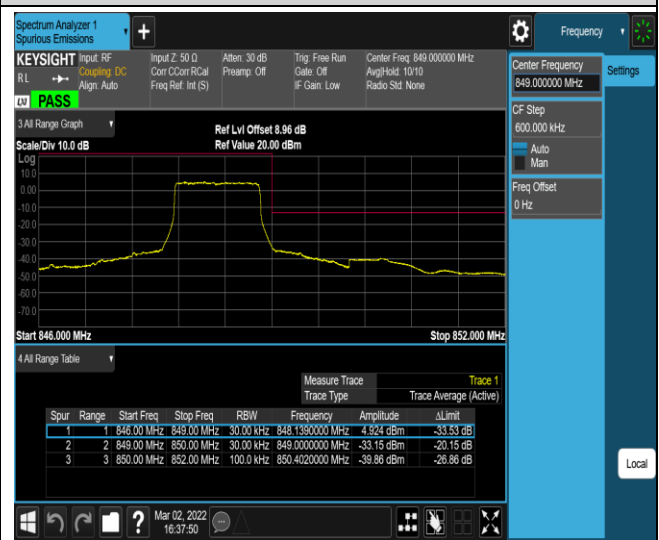 Spectrum Analyzer 1
Spurious Emissions
Frequency
KEYSIGHT Input: RF Input Z: 50 Ω Atten: 30 dB Trig: Free Run Center Freq: 849.000000 MHz
RL Coupling: DC Corr CCorr RCal Preamp: Off Gate: Off Avg|Hold: 10/10
Align: Auto Freq Ref: Int (S) IF Gain: Low Radio Std: None
LXI PASS
Center Frequency
849.000000 MHz
Settings
CF Step
600.000 kHz
Auto
Man
Freq Offset
0 Hz
3 All Range Graph
Ref Lvl Offset 8.96 dB
Scale/Div 10.0 dB Ref Value 20.00 dBm
Log
10.0
0.00
-10.0
-20.0
-30.0
-40.0
-50.0
-60.0
-70.0
Start 846.000 MHz Stop 852.000 MHz
4 All Range Table
Measure Trace Trace 1
Trace Type Trace Average (Active)
Spur Range Start Freq Stop Freq RBW Frequency Amplitude ΔLimit
1 1 846.00 MHz 849.00 MHz 30.00 kHz 848.1390000 MHz 4.924 dBm -33.53 dB
2 2 849.00 MHz 850.00 MHz 30.00 kHz 849.0000000 MHz -33.15 dBm -20.15 dB
3 3 850.00 MHz 852.00 MHz 100.0 kHz 850.4020000 MHz -39.86 dBm -26.86 dB
Local
Mar 02, 2022
16:37:50